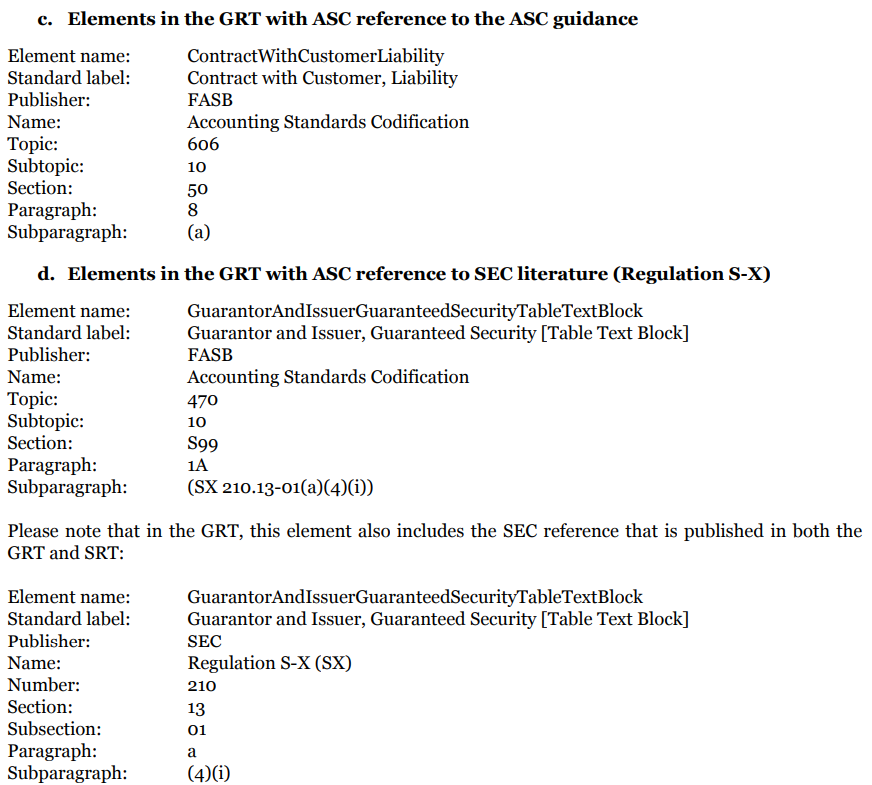 c. Elements in the GRT with ASC reference to the ASC guidance
Element name: ContractWithCustomerLiability
Standard label: Contract with Customer, Liability
Publisher: FASB
Name: Accounting Standards Codification
Topic: 606
Subtopic: 10
Section: 50
Paragraph: 8
Subparagraph: (a)
d. Elements in the GRT with ASC reference to SEC literature (Regulation S-X)
Element name: GuarantorAndIssuerGuaranteedSecurityTableTextBlock
Standard label: Guarantor and Issuer, Guaranteed Security [Table Text Block]
Publisher: FASB
Name: Accounting Standards Codification
Topic: 470
Subtopic: 10
Section: S99
Paragraph: 1A
Subparagraph: (SX 210.13-01(a)(4)(i))
Please note that in the GRT, this element also includes the SEC reference that is published in both the
GRT and SRT:
Element name: GuarantorAndIssuerGuaranteedSecurityTableTextBlock
Standard label: Guarantor and Issuer, Guaranteed Security [Table Text Block]
Publisher: SEC
Name: Regulation S-X (SX)
Number: 210
Section: 13
Subsection: 01
Paragraph: a
Subparagraph: (4)(i)